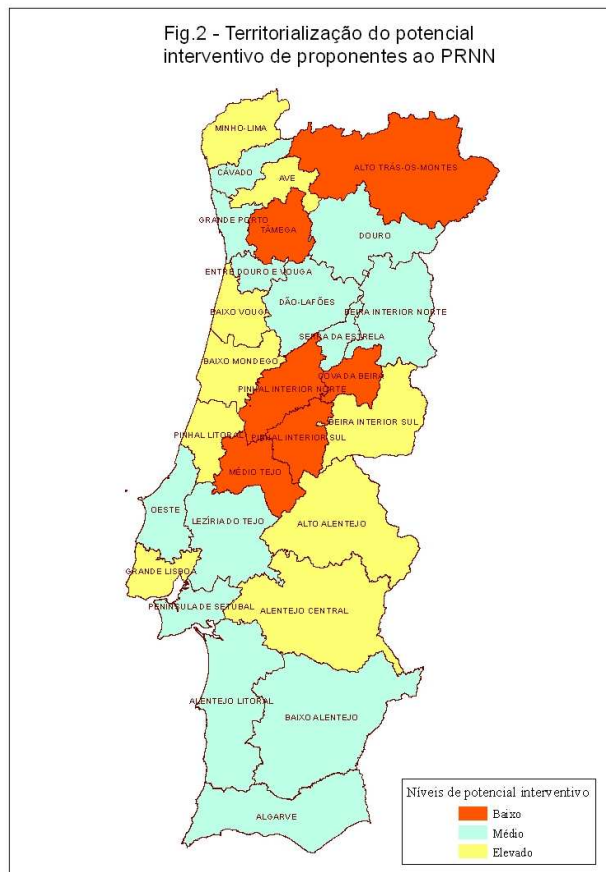 Fig.2 - Territorialização do potencial
interventivo de proponentes ao PRNN
MINHO-LIMA
CÁVADO
ALTO TRÁS-OS-MONTES
AVE
GRANDE PORTO
TÂMEGA
DOURO
ENTRE DOURO E VOUGA
DÃO-LAFÕES
BAIXO VOUGA
BEIRA INTERIOR NORTE
SERRA DA ESTRELA
BAIXO MONDEGO
COVA DA BEIRA
PINHAL INTERIOR NORTE
BEIRA INTERIOR SUL
PINHAL LITORAL
PINHAL INTERIOR SUL
MÉDIO TEJO
OESTE
LEZÍRIA DO TEJO
ALTO ALENTEJO
GRANDE LISBOA
PENÍNSULA DE SETÚBAL
ALENTEJO CENTRAL
ALENTEJO LITORAL
BAIXO ALENTEJO
ALGARVE
Níveis de potencial interventivo
Baixo
Médio
Elevado